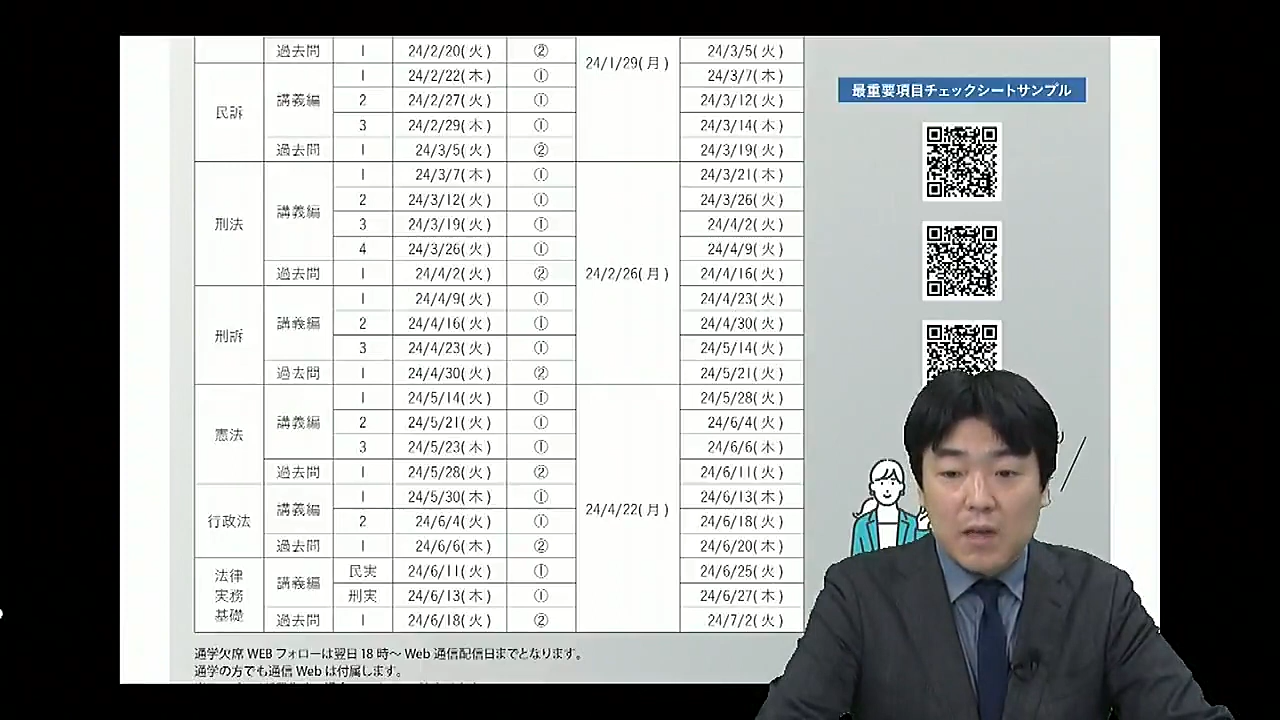 過去問 1 24/2/20(火) ② 24/1/29(月) 24/3/5(火)
民訴 講義編 1 24/2/22(木) ① 24/3/7(木)
2 24/2/27(火) ① 24/3/12(火)
3 24/2/29(木) ① 24/3/14(木)
過去問 1 24/3/5(火) ② 24/3/19(火)
刑法 講義編 1 24/3/7(木) ① 24/2/26(月) 24/3/21(木)
2 24/3/12(火) ① 24/3/26(火)
3 24/3/19(火) ① 24/4/2(火)
4 24/3/26(火) ① 24/4/9(火)
過去問 1 24/4/2(火) ② 24/4/16(火)
刑訴 講義編 1 24/4/9(火) ① 24/4/23(火)
2 24/4/16(火) ① 24/4/30(火)
3 24/4/23(火) ① 24/5/14(火)
過去問 1 24/4/30(火) ② 24/5/21(火)
憲法 講義編 1 24/5/14(火) ① 24/4/22(月) 24/5/28(火)
2 24/5/21(火) ① 24/6/4(火)
3 24/5/23(木) ① 24/6/6(木)
過去問 1 24/5/28(火) ② 24/6/11(火)
行政法 講義編 1 24/5/30(木) ① 24/6/13(木)
2 24/6/4(火) ① 24/6/18(火)
過去問 1 24/6/6(木) ② 24/6/20(木)
法律実務基礎 講義編 民実 24/6/11(火) ① 24/6/25(火)
刑実 24/6/13(木) ① 24/6/27(木)
過去問 1 24/6/18(火) ② 24/7/2(火)
通学欠席WEBフォローは翌日18時～Web通信配信日までとなります。
通学の方でも通信Webは付属します。
最重要項目チェックシートサンプル